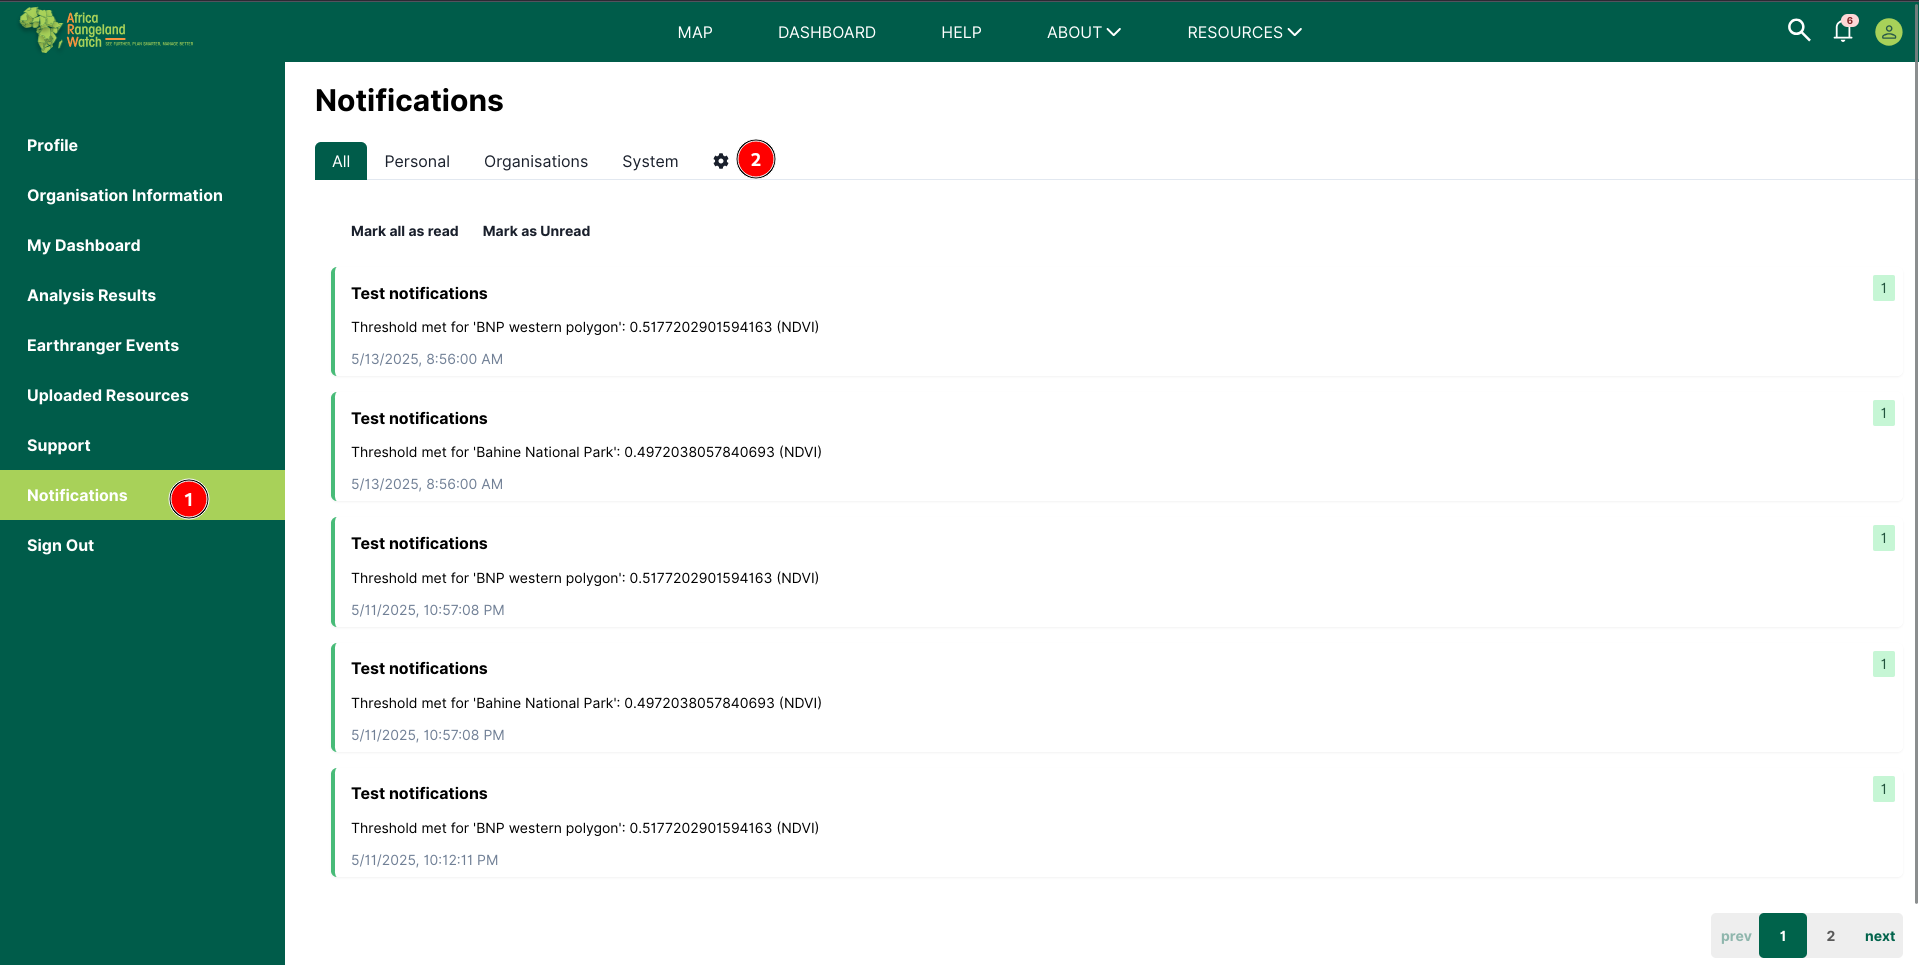 Africa
Rangeland
Watch
SEE FURTHER, PLAN SMARTER, MANAGE BETTER
MAP
DASHBOARD
HELP
ABOUT
RESOURCES
6
Profile
Organisation Information
My Dashboard
Analysis Results
Earthranger Events
Uploaded Resources
Support
Notifications
1
Sign Out
Notifications
All
Personal
Organisations
System
2
Mark all as read
Mark as Unread
Test notifications
1
Threshold met for 'BNP western polygon': 0.5177202901594163 (NDVI)
5/13/2025, 8:56:00 AM
Test notifications
1
Threshold met for 'Bahine National Park': 0.4972038057840693 (NDVI)
5/13/2025, 8:56:00 AM
Test notifications
1
Threshold met for 'BNP western polygon': 0.5177202901594163 (NDVI)
5/11/2025, 10:57:08 PM
Test notifications
1
Threshold met for 'Bahine National Park': 0.4972038057840693 (NDVI)
5/11/2025, 10:57:08 PM
Test notifications
1
Threshold met for 'BNP western polygon': 0.5177202901594163 (NDVI)
5/11/2025, 10:12:11 PM
prev
1
2
next